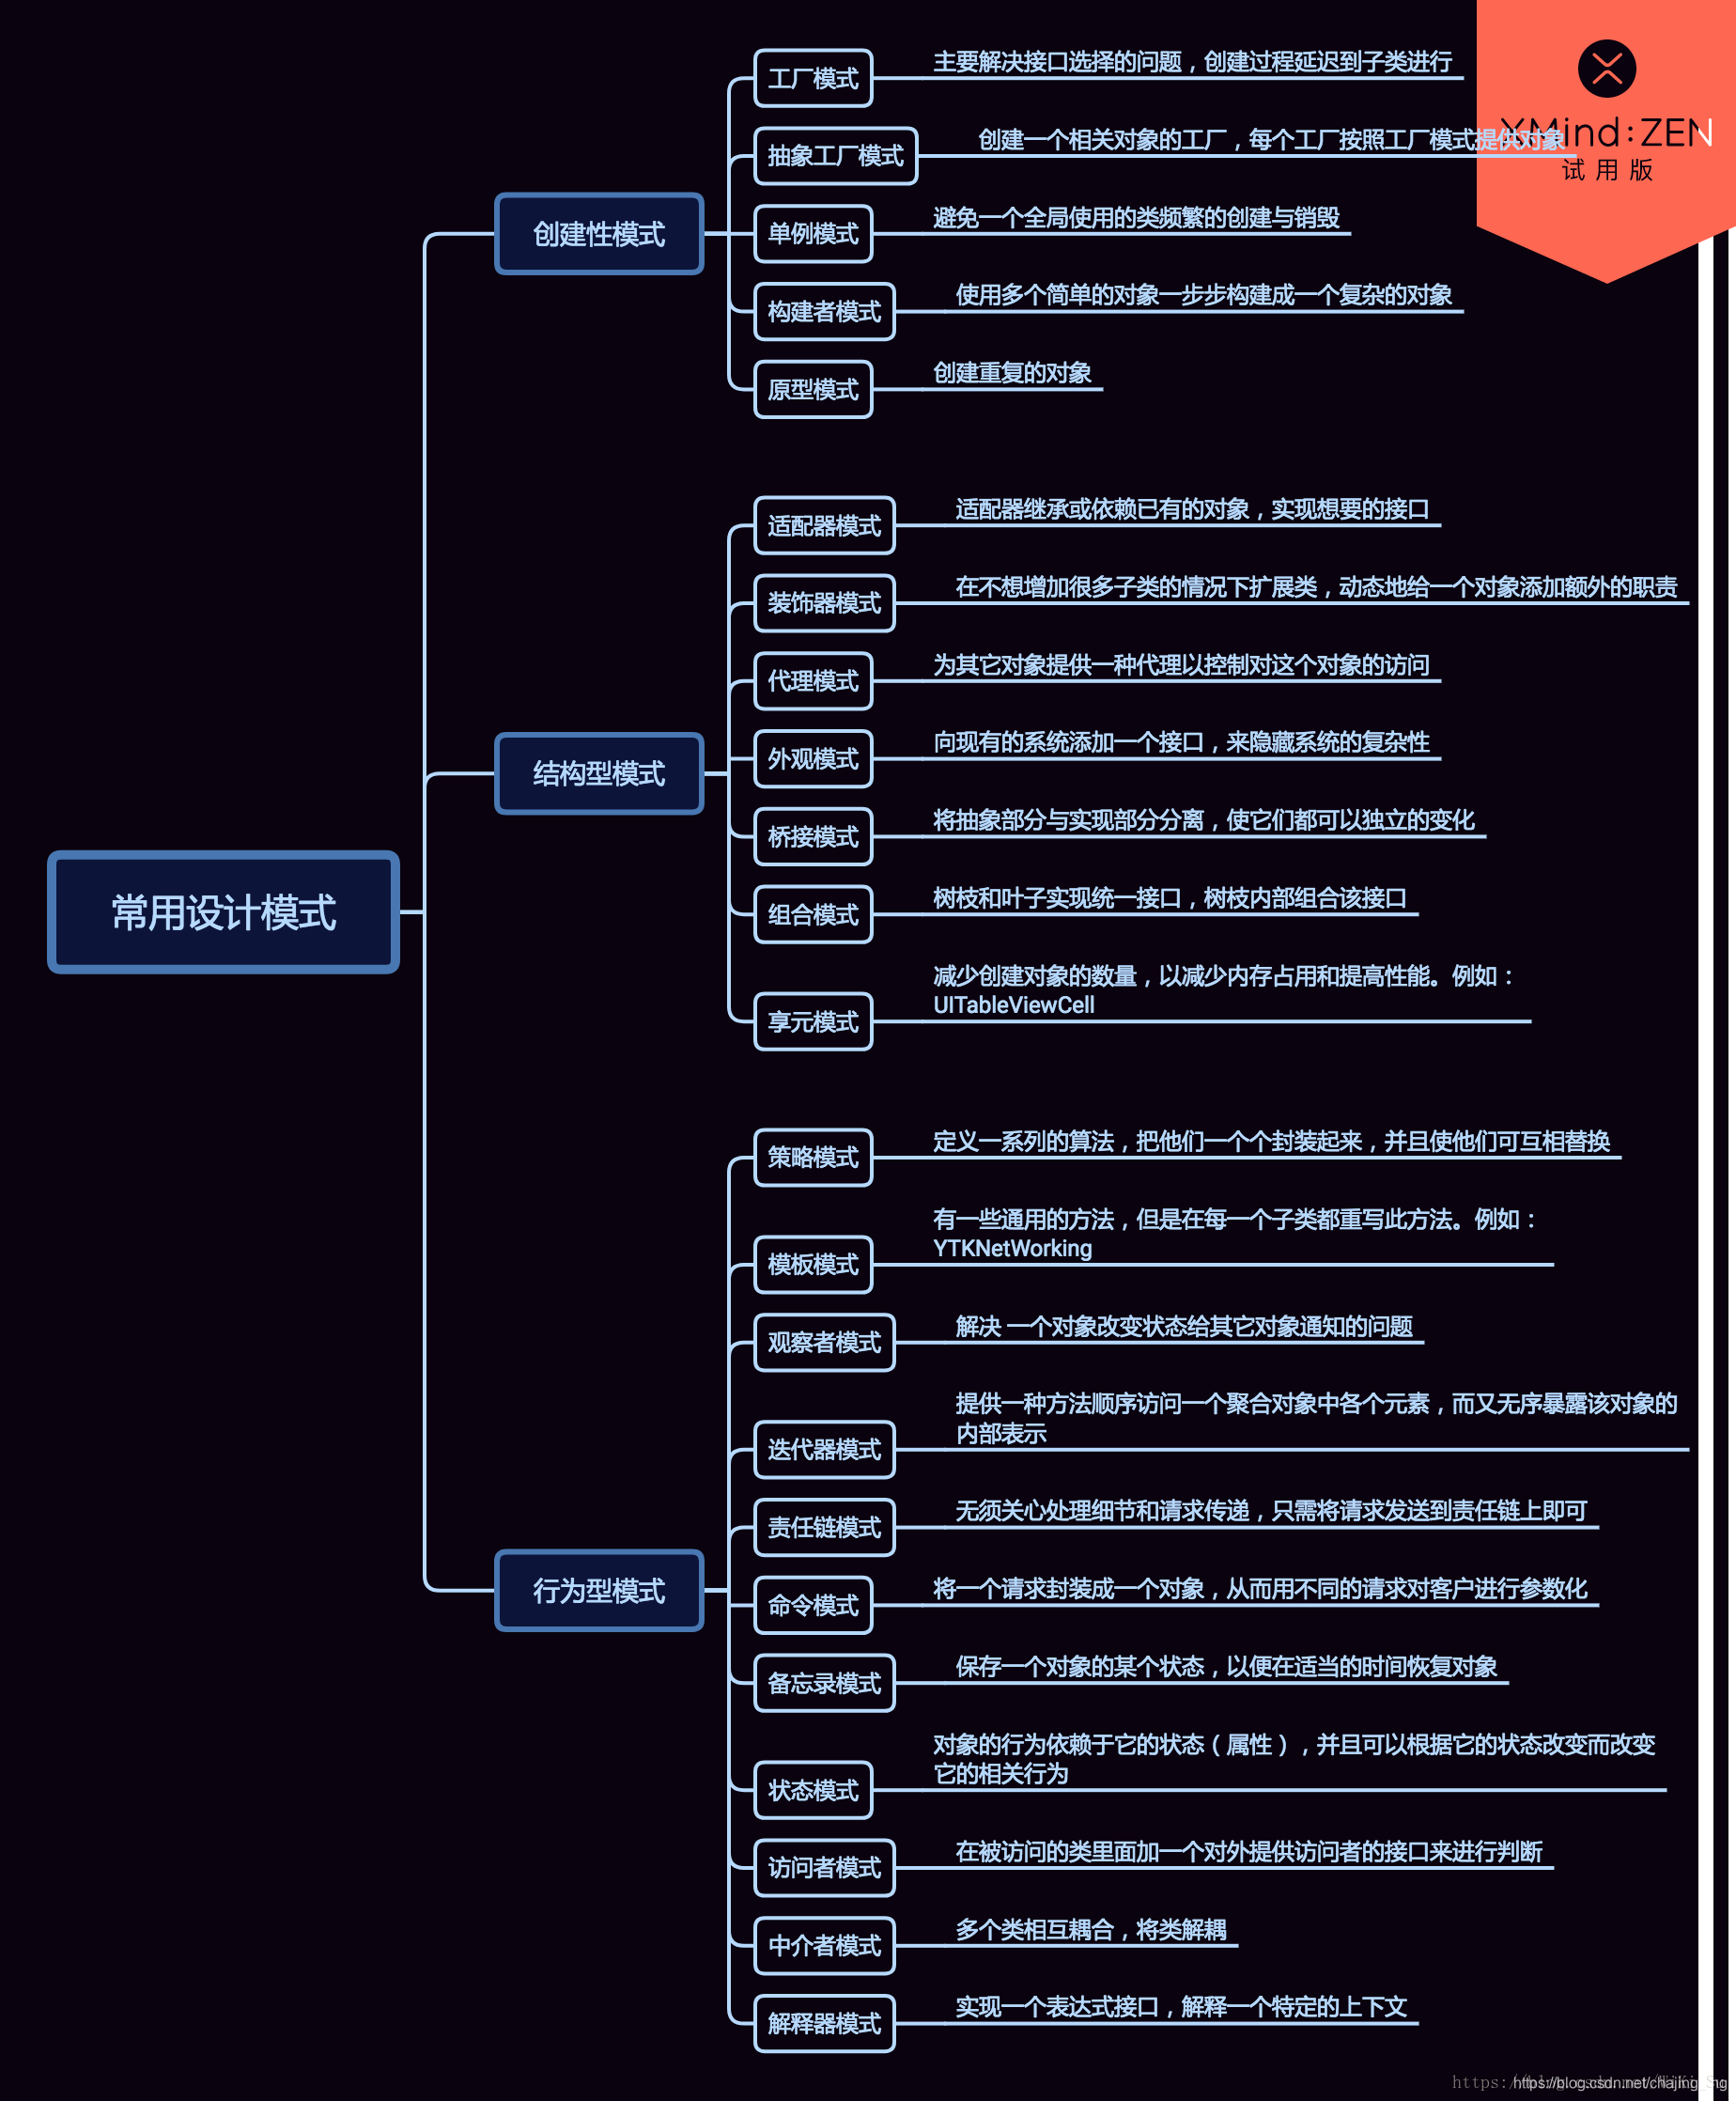 常用设计模式
创建性模式
工厂模式
主要解决接口选择的问题，创建过程延迟到子类进行
抽象工厂模式
创建一个相关对象的工厂，每个工厂按照工厂模式提供对象
单例模式
避免一个全局使用的类频繁的创建与销毁
构建者模式
使用多个简单的对象一步步构建成一个复杂的对象
原型模式
创建重复的对象
结构型模式
适配器模式
适配器继承或依赖已有的对象，实现想要的接口
装饰器模式
在不想增加很多子类的情况下扩展类，动态地给一个对象添加额外的职责
代理模式
为其它对象提供一种代理以控制对这个对象的访问
外观模式
向现有的系统添加一个接口，来隐藏系统的复杂性
桥接模式
将抽象部分与实现部分分离，使它们都可以独立的变化
组合模式
树枝和叶子实现统一接口，树枝内部组合该接口
享元模式
减少创建对象的数量，以减少内存占用和提高性能。例如：
UITableViewCell
行为型模式
策略模式
定义一系列的算法，把他们一个个封装起来，并且使他们可互相替换
模板模式
有一些通用的方法，但是在每一个子类都重写此方法。例如：
YTKNetWorking
观察者模式
解决 一个对象改变状态给其它对象通知的问题
迭代器模式
提供一种方法顺序访问一个聚合对象中各个元素，而又无序暴露该对象的
内部表示
责任链模式
无须关心处理细节和请求传递，只需将请求发送到责任链上即可
命令模式
将一个请求封装成一个对象，从而用不同的请求对客户进行参数化
备忘录模式
保存一个对象的某个状态，以便在适当的时间恢复对象
状态模式
对象的行为依赖于它的状态（属性），并且可以根据它的状态改变而改变
它的相关行为
访问者模式
在被访问的类里面加一个对外提供访问者的接口来进行判断
中介者模式
多个类相互耦合，将类解耦
解释器模式
实现一个表达式接口，解释一个特定的上下文
XMind:ZEN
试用版